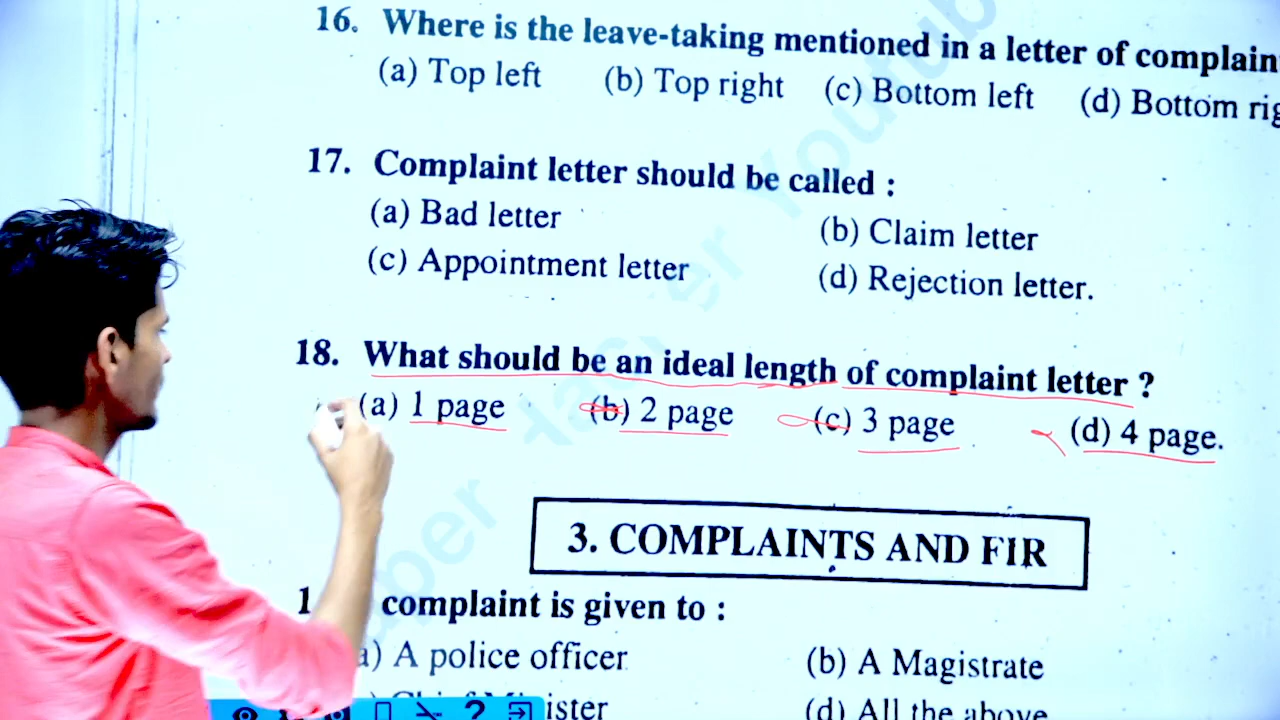 16. Where is the leave-taking mentioned in a letter of
(a) Top left (b) Top right (c) Bottom left (d) Bottom
17. Complaint letter should be called :
(a) Bad letter (b) Claim letter
(c) Appointment letter (d) Rejection letter.
18. What should be an ideal length of complaint letter ?
(a) 1 page (b) 2 page (c) 3 page (d) 4 page.
3. COMPLAINTS AND FIR
1 complaint is given to :
a) A police officer (b) A Magistrate
(d) All the above